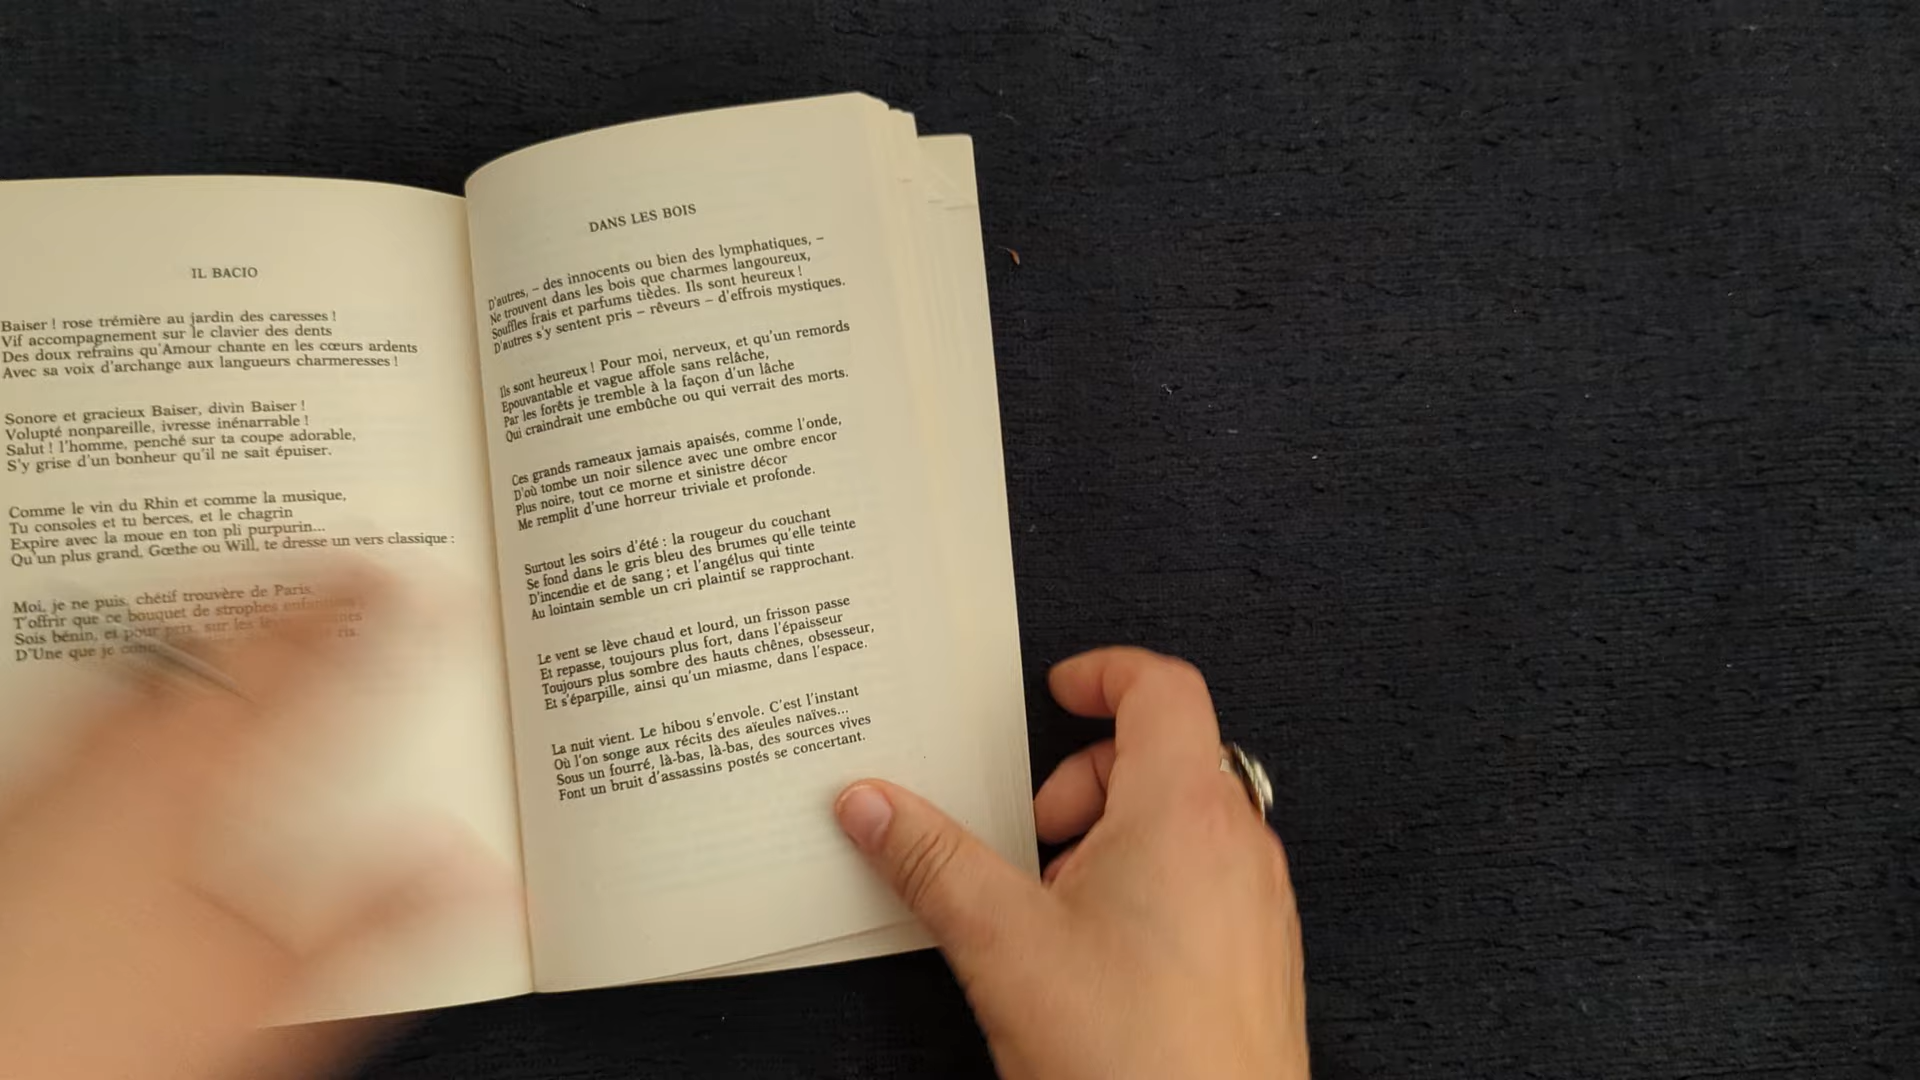 IL BACIO
Baiser ! rose trémière au jardin des caresses !
Vif accompagnement sur le clavier des dents
Des doux refrains qu'Amour chante en les cœurs ardents
Avec sa voix d'archange aux langueurs charmeresses !
Sonore et gracieux Baiser, divin Baiser !
Volupté nonpareille, ivresse inénarrable !
Salut ! l'homme, penché sur ta coupe adorable,
S'y grise d'un bonheur qu'il ne sait épuiser.
Comme le vin du Rhin et comme la musique,
Tu consoles et tu berces, et le chagrin
Expire avec la moue en ton pli purpurin...
Qu'un plus grand, Gœthe ou Will, te dresse un vers classique :
Moi, je ne puis, chétif trouvère de Paris,
T'offrir que ce bouquet de strophes enfantines :
Sois bénin, et pour prix, sur les
D'Une que je ris.
DANS LES BOIS
D'autres, – des innocents ou bien des lymphatiques, –
Ne trouvent dans les bois que charmes langoureux,
Souffles frais et parfums tièdes. Ils sont heureux !
D'autres s'y sentent pris – rêveurs – d'effrois mystiques.
Ils sont heureux ! Pour moi, nerveux, et qu'un remords
Epouvantable et vague affole sans relâche,
Par les forêts je tremble à la façon d'un lâche
Qui craindrait une embûche ou qui verrait des morts.
Ces grands rameaux jamais apaisés, comme l'onde,
D'où tombe un noir silence avec une ombre encor
Plus noire, tout ce morne et sinistre décor
Me remplit d'une horreur triviale et profonde.
Surtout les soirs d'été : la rougeur du couchant
Se fond dans le gris bleu des brumes qu'elle teinte
D'incendie et de sang ; et l'angélus qui tinte
Au lointain semble un cri plaintif se rapprochant.
Le vent se lève chaud et lourd, un frisson passe
Et repasse, toujours plus fort, dans l'épaisseur
Toujours plus sombre des hauts chênes, obsesseur,
Et s'éparpille, ainsi qu'un miasme, dans l'espace.
La nuit vient. Le hibou s'envole. C'est l'instant
Où l'on songe aux récits des aïeules naïves...
Sous un fourré, là-bas, là-bas, des sources vives
Font un bruit d'assassins postés se concertant.